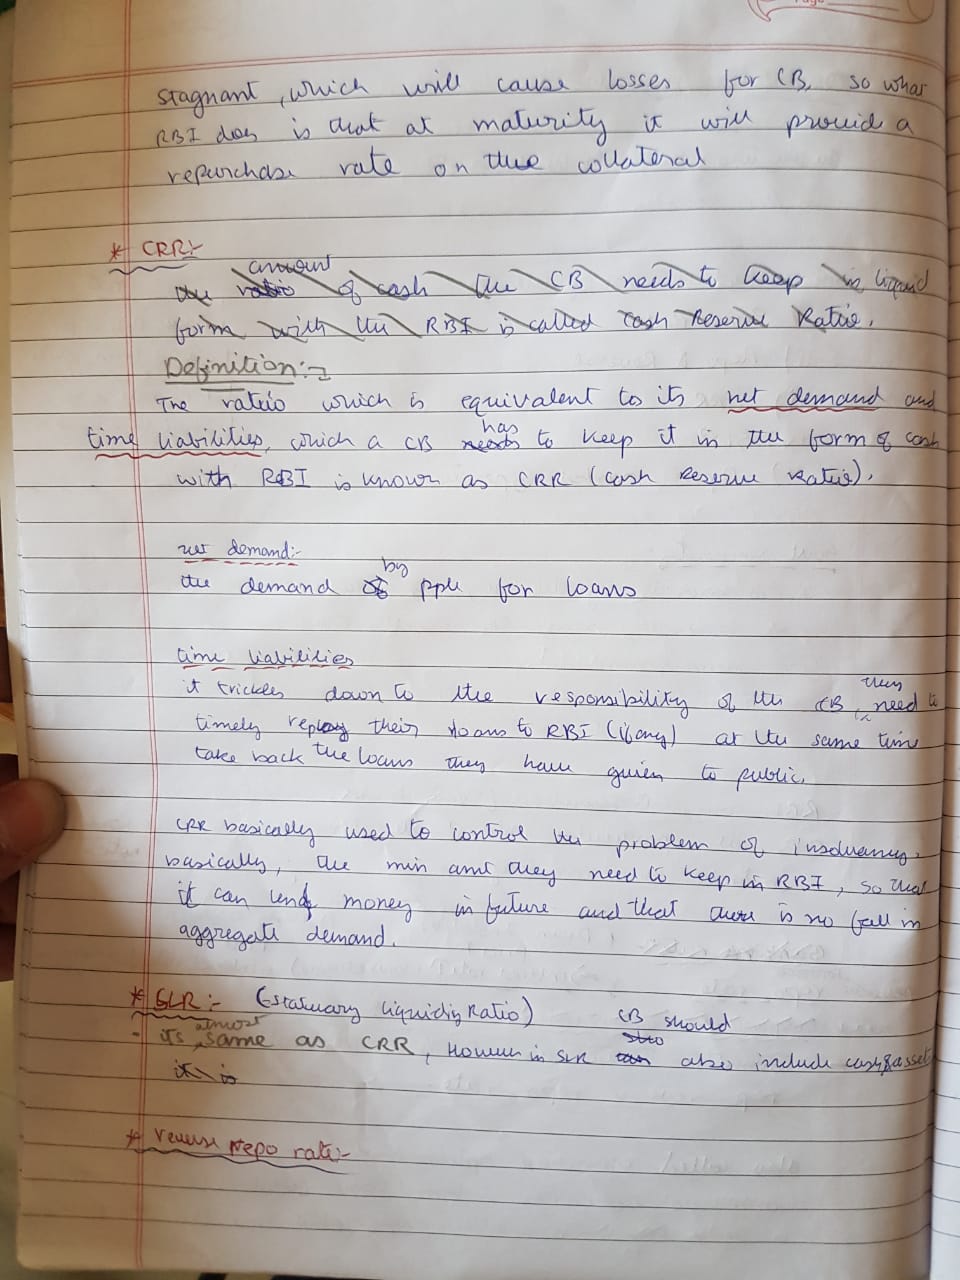 Stagnant, which will cause losses for CB, so what
RBI does is that at maturity it will provid a
repurchase rate on thee collateral
* CRR:-
amount
the ratio of cash the CB needs to keep in liquid
form with the RBI is called Cash Reserve Ratio.
Definition:-
The ratio which is equivalent to its net demand and
time liabilities, which a CB needs has to keep it in the form of cash
with RBI is known as CRR (Cash Reserve Ratio).
net demand:-
the demand of by pple for loans
time liabilities
it trickles down to the responsibility of the CB, they need to
timely repay their loans to RBI (if any) at the same time
take back the loans they have given to public.
CRR basically used to control the problem of insolvency.
basically, the min amt they need to keep in RBI, so that
it can lend money in future and that there is no fall in
aggregate demand.
* SLR:- (Statuary Liquidity Ratio)
- its almost same as CRR, However in SLR CB should also include cash & asset
it is
* reverse repo rate:-